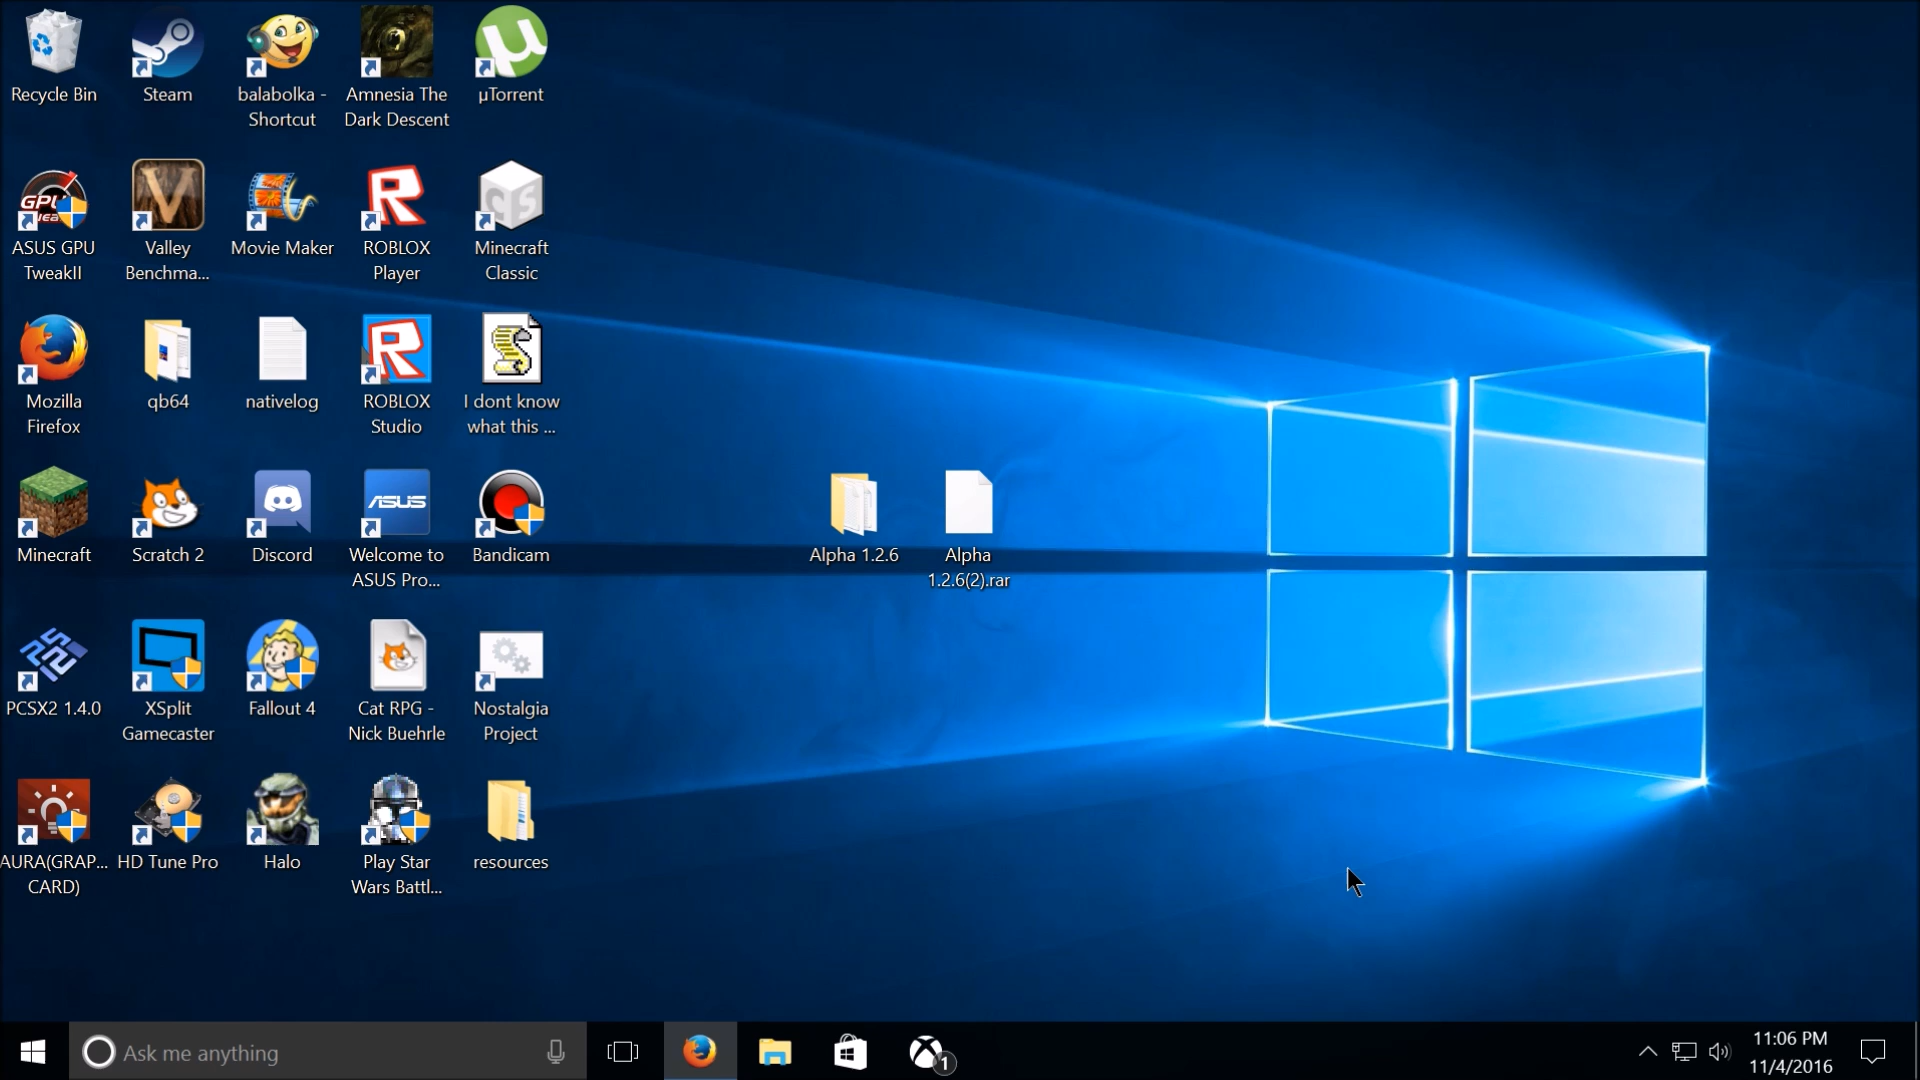 Recycle Bin
Steam
balabolka -
Shortcut
Amnesia The
Dark Descent
µTorrent
ASUS GPU
TweakII
Valley
Benchma...
Movie Maker
ROBLOX
Player
Minecraft
Classic
Mozilla
Firefox
qb64
nativelog
ROBLOX
Studio
I dont know
what this ...
Minecraft
Scratch 2
Discord
ASUS
Welcome to
ASUS Pro...
Bandicam
Alpha 1.2.6
Alpha
1.2.6(2).rar
PCSX2 1.4.0
XSplit
Gamecaster
Fallout 4
Cat RPG -
Nick Buehrle
Nostalgia
Project
AURA(GRAP...
CARD)
HD Tune Pro
Halo
Play Star
Wars Battl...
resources
Ask me anything
1
11:06 PM
11/4/2016